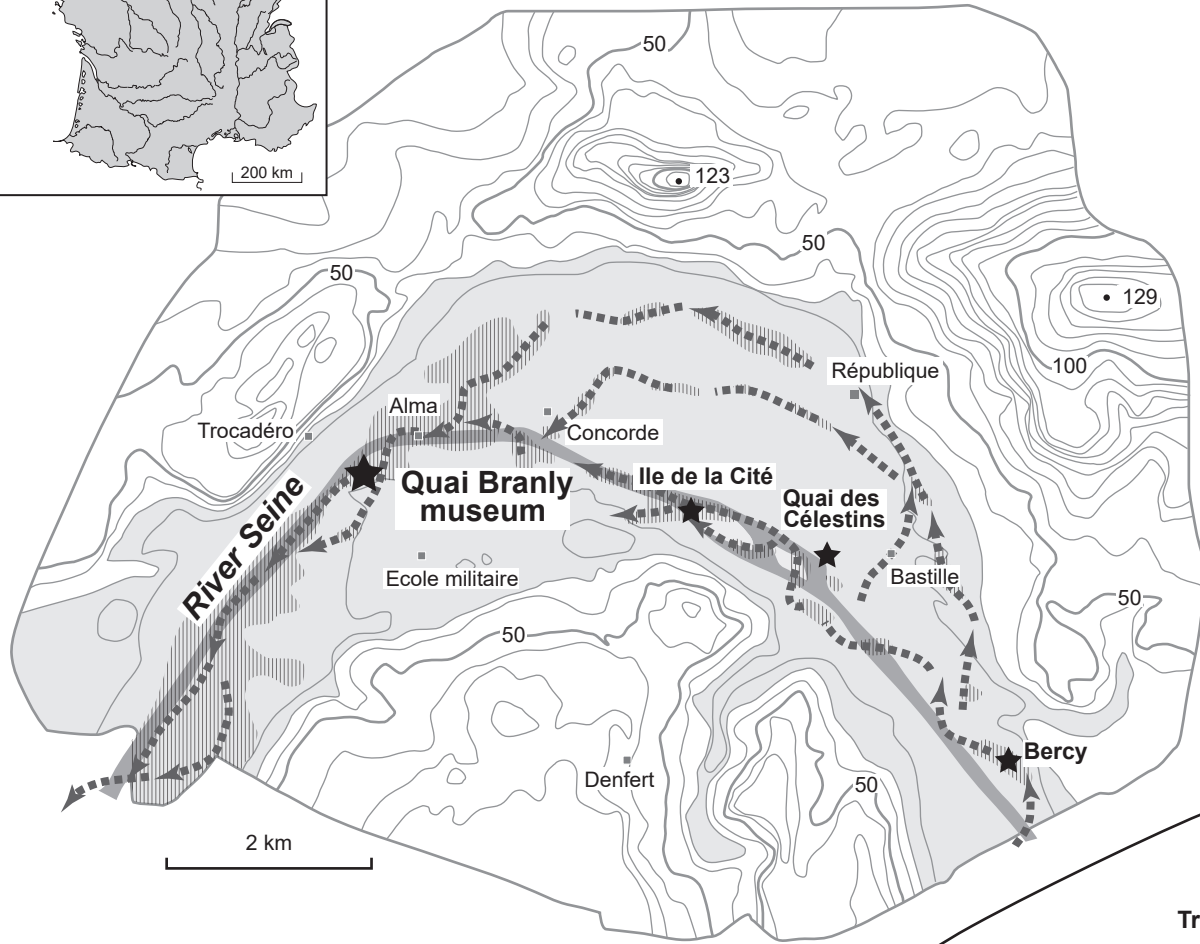 200 km
50
123
50
50
129
100
République
Alma
Trocadéro
Concorde
Ile de la Cité
Quai Branly
museum
Quai des
Célestins
River Seine
Ecole militaire
Bastille
50
50
Bercy
Denfert
50
2 km
Tr